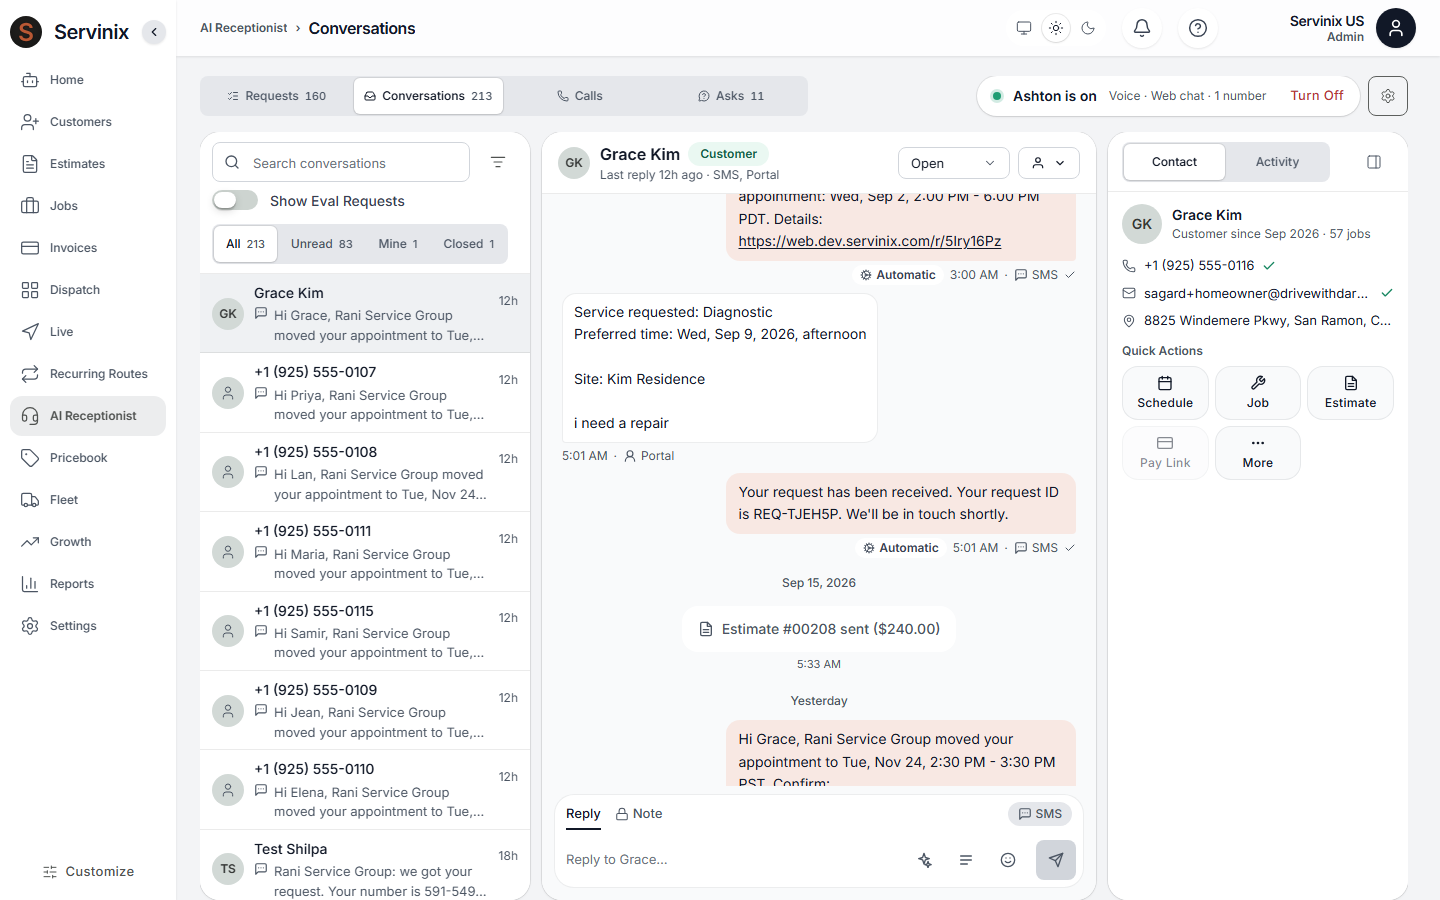 Servinix
Home
Customers
Estimates
Jobs
Invoices
Dispatch
Live
Recurring Routes
AI Receptionist
Pricebook
Fleet
Growth
Reports
Settings
Customize
AI Receptionist › Conversations
Servinix US
Admin
Requests 160
Conversations 213
Calls
Asks 11
Ashton is on Voice · Web chat · 1 number Turn Off
Search conversations
Show Eval Requests
All 213 Unread 83 Mine 1 Closed 1
GK
Grace Kim
12h
Hi Grace, Rani Service Group
moved your appointment to Tue,...
+1 (925) 555-0107
12h
Hi Priya, Rani Service Group
moved your appointment to Tue,...
+1 (925) 555-0108
12h
Hi Lan, Rani Service Group moved
your appointment to Tue, Nov 24...
+1 (925) 555-0111
12h
Hi Maria, Rani Service Group
moved your appointment to Tue,...
+1 (925) 555-0115
12h
Hi Samir, Rani Service Group
moved your appointment to Tue,...
+1 (925) 555-0109
12h
Hi Jean, Rani Service Group
moved your appointment to Tue,...
+1 (925) 555-0110
12h
Hi Elena, Rani Service Group
moved your appointment to Tue,...
TS
Test Shilpa
18h
Rani Service Group: we got your
request. Your number is 591-549...
GK
Grace Kim Customer
Last reply 12h ago · SMS, Portal
Open
appointment: Wed, Sep 2, 2:00 PM - 6:00 PM
PDT. Details:
https://web.dev.servinix.com/r/5Iry16Pz
Automatic 3:00 AM · SMS
Service requested: Diagnostic
Preferred time: Wed, Sep 9, 2026, afternoon
Site: Kim Residence
i need a repair
5:01 AM · Portal
Your request has been received. Your request ID
is REQ-TJEH5P. We'll be in touch shortly.
Automatic 5:01 AM · SMS
Sep 15, 2026
Estimate #00208 sent ($240.00)
5:33 AM
Yesterday
Hi Grace, Rani Service Group moved your
appointment to Tue, Nov 24, 2:30 PM - 3:30 PM
PST. Confirm:
Reply Note SMS
Reply to Grace...
Contact Activity
GK
Grace Kim
Customer since Sep 2026 · 57 jobs
+1 (925) 555-0116
sagard+homeowner@drivewithdar...
8825 Windemere Pkwy, San Ramon, C...
Quick Actions
Schedule
Job
Estimate
Pay Link
More